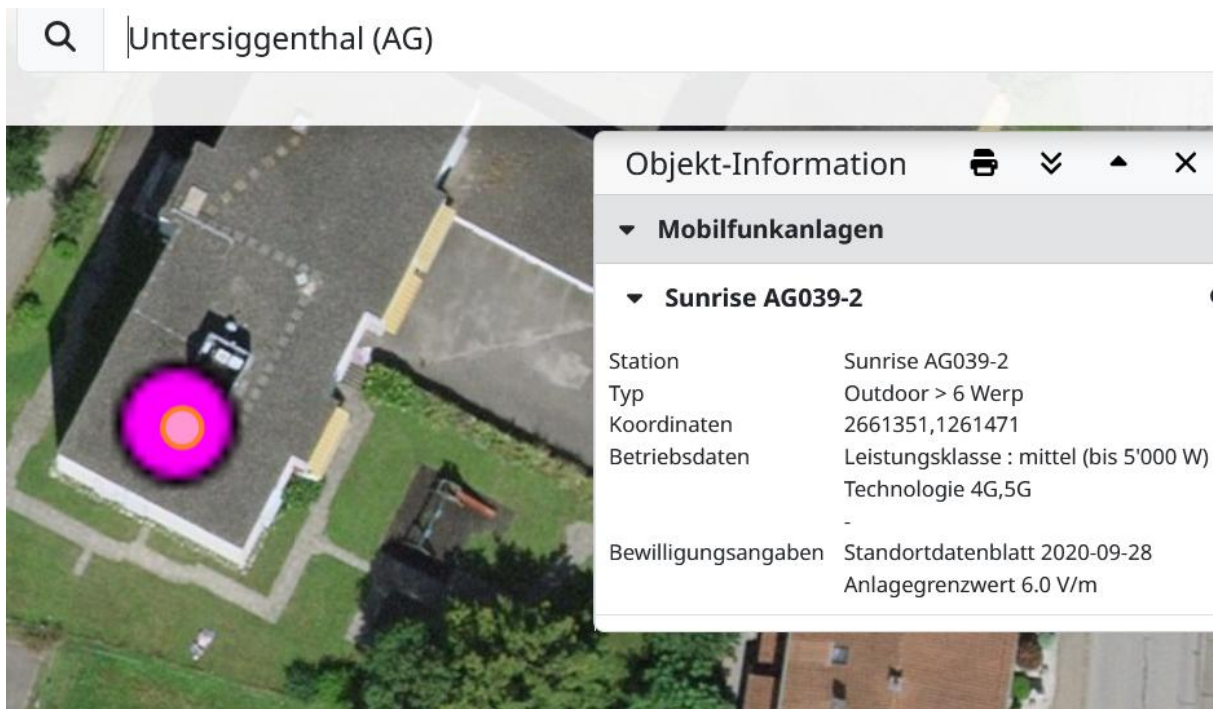 Untersiggenthal (AG)
Objekt-Information
Mobilfunkanlagen
Sunrise AG039-2
Station Sunrise AG039-2
Typ Outdoor > 6 Werp
Koordinaten 2661351,1261471
Betriebsdaten Leistungsklasse : mittel (bis 5'000 W)
Technologie 4G,5G
-
Bewilligungsangaben Standortdatenblatt 2020-09-28
Anlagegrenzwert 6.0 V/m